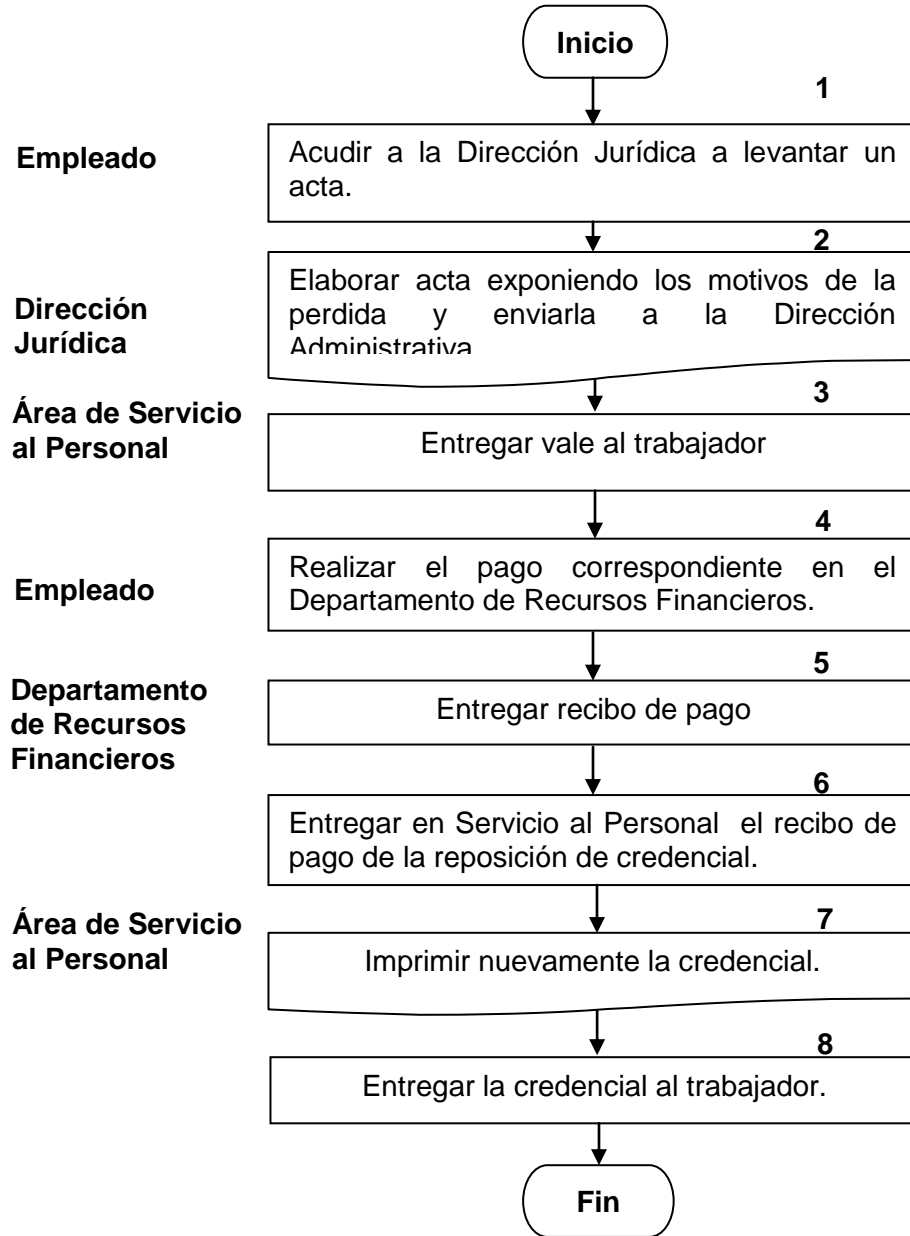 Inicio
1
Empleado
Acudir a la Dirección Jurídica a levantar un
acta.
2
Dirección
Jurídica
Elaborar acta exponiendo los motivos de la
perdida y enviarla a la Dirección
Administrativa
3
Área de Servicio
al Personal
Entregar vale al trabajador
4
Empleado
Realizar el pago correspondiente en el
Departamento de Recursos Financieros.
5
Departamento
de Recursos
Financieros
Entregar recibo de pago
6
Entregar en Servicio al Personal el recibo de
pago de la reposición de credencial.
Área de Servicio
al Personal
7
Imprimir nuevamente la credencial.
8
Entregar la credencial al trabajador.
Fin